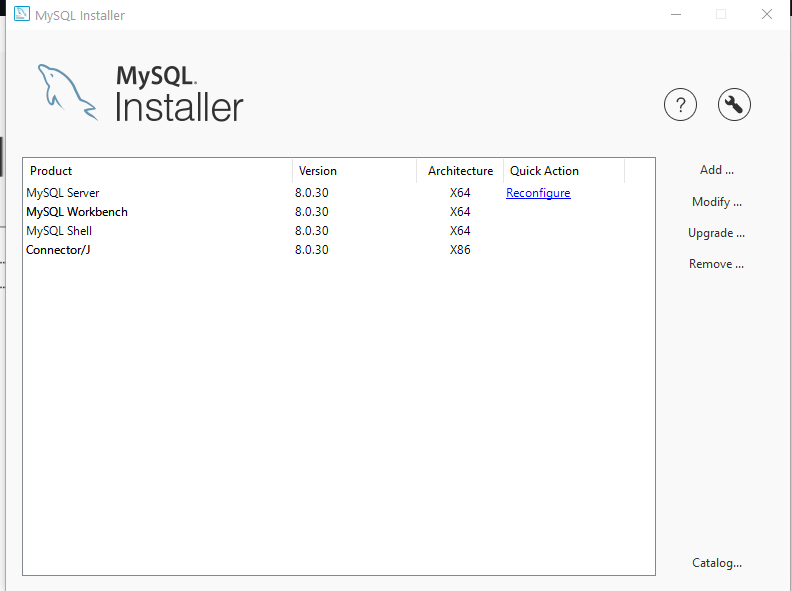 MySQL Installer
MySQL.
Installer
?
Product Version Architecture Quick Action
MySQL Server 8.0.30 X64 Reconfigure
MySQL Workbench 8.0.30 X64
MySQL Shell 8.0.30 X64
Connector/J 8.0.30 X86
Add ...
Modify ...
Upgrade ...
Remove ...
Catalog...